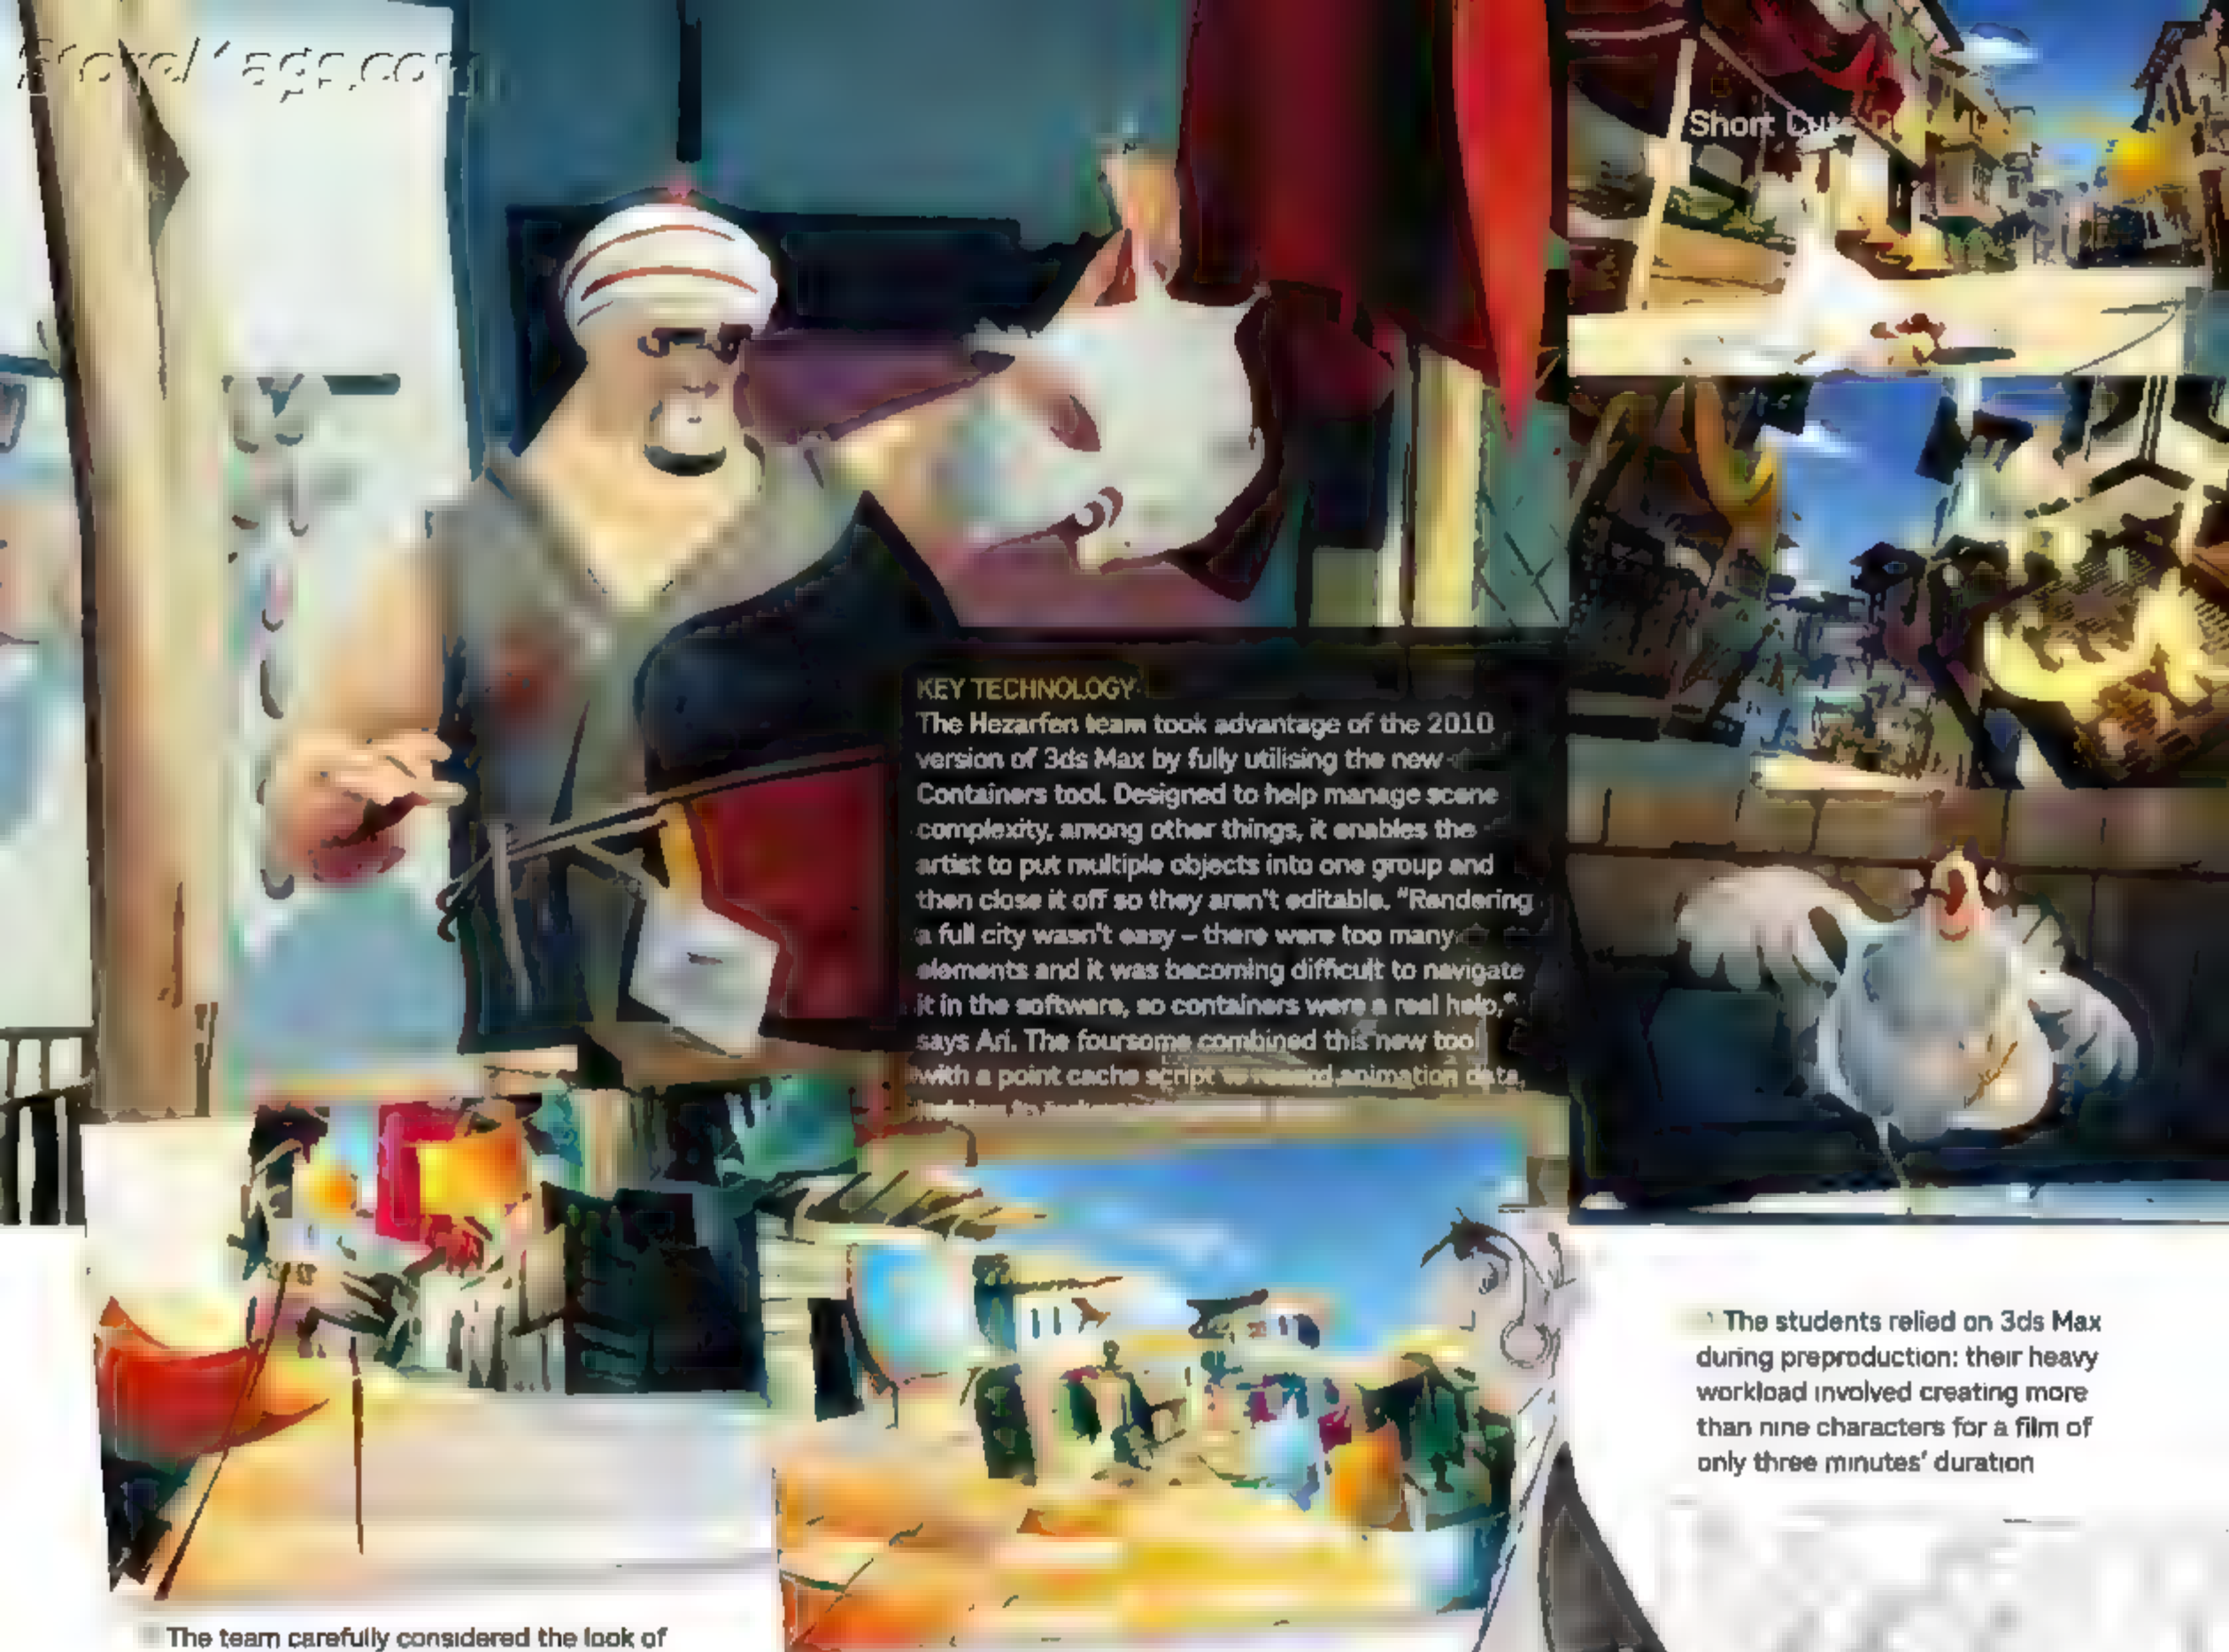 Short Cuts
KEY TECHNOLOGY
The Hezarfen team took advantage of the 2010
version of 3ds Max by fully utilising the new
Containers tool. Designed to help manage scene
complexity, among other things, it enables the
artist to put multiple objects into one group and
then close it off so they aren't editable. "Rendering
a full city wasn't easy – there were too many
elements and it was becoming difficult to navigate
it in the software, so containers were a real help,"
says Ari. The foursome combined this new tool
with a point cache script to record animation data,
The students relied on 3ds Max
during preproduction: their heavy
workload involved creating more
than nine characters for a film of
only three minutes' duration
The team carefully considered the look of